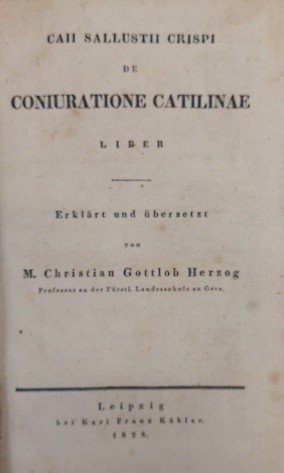 CAII SALLUSTII CRISPI
DE
CONIURATIONE CATILINAE
LIBER
Erklärt und übersetzt
von
M. Christian Gottlob Herzog
Professor an der Fürstl. Landesschule zu Gera.
Leipzig
bei Karl Franz Köhler.
1828.